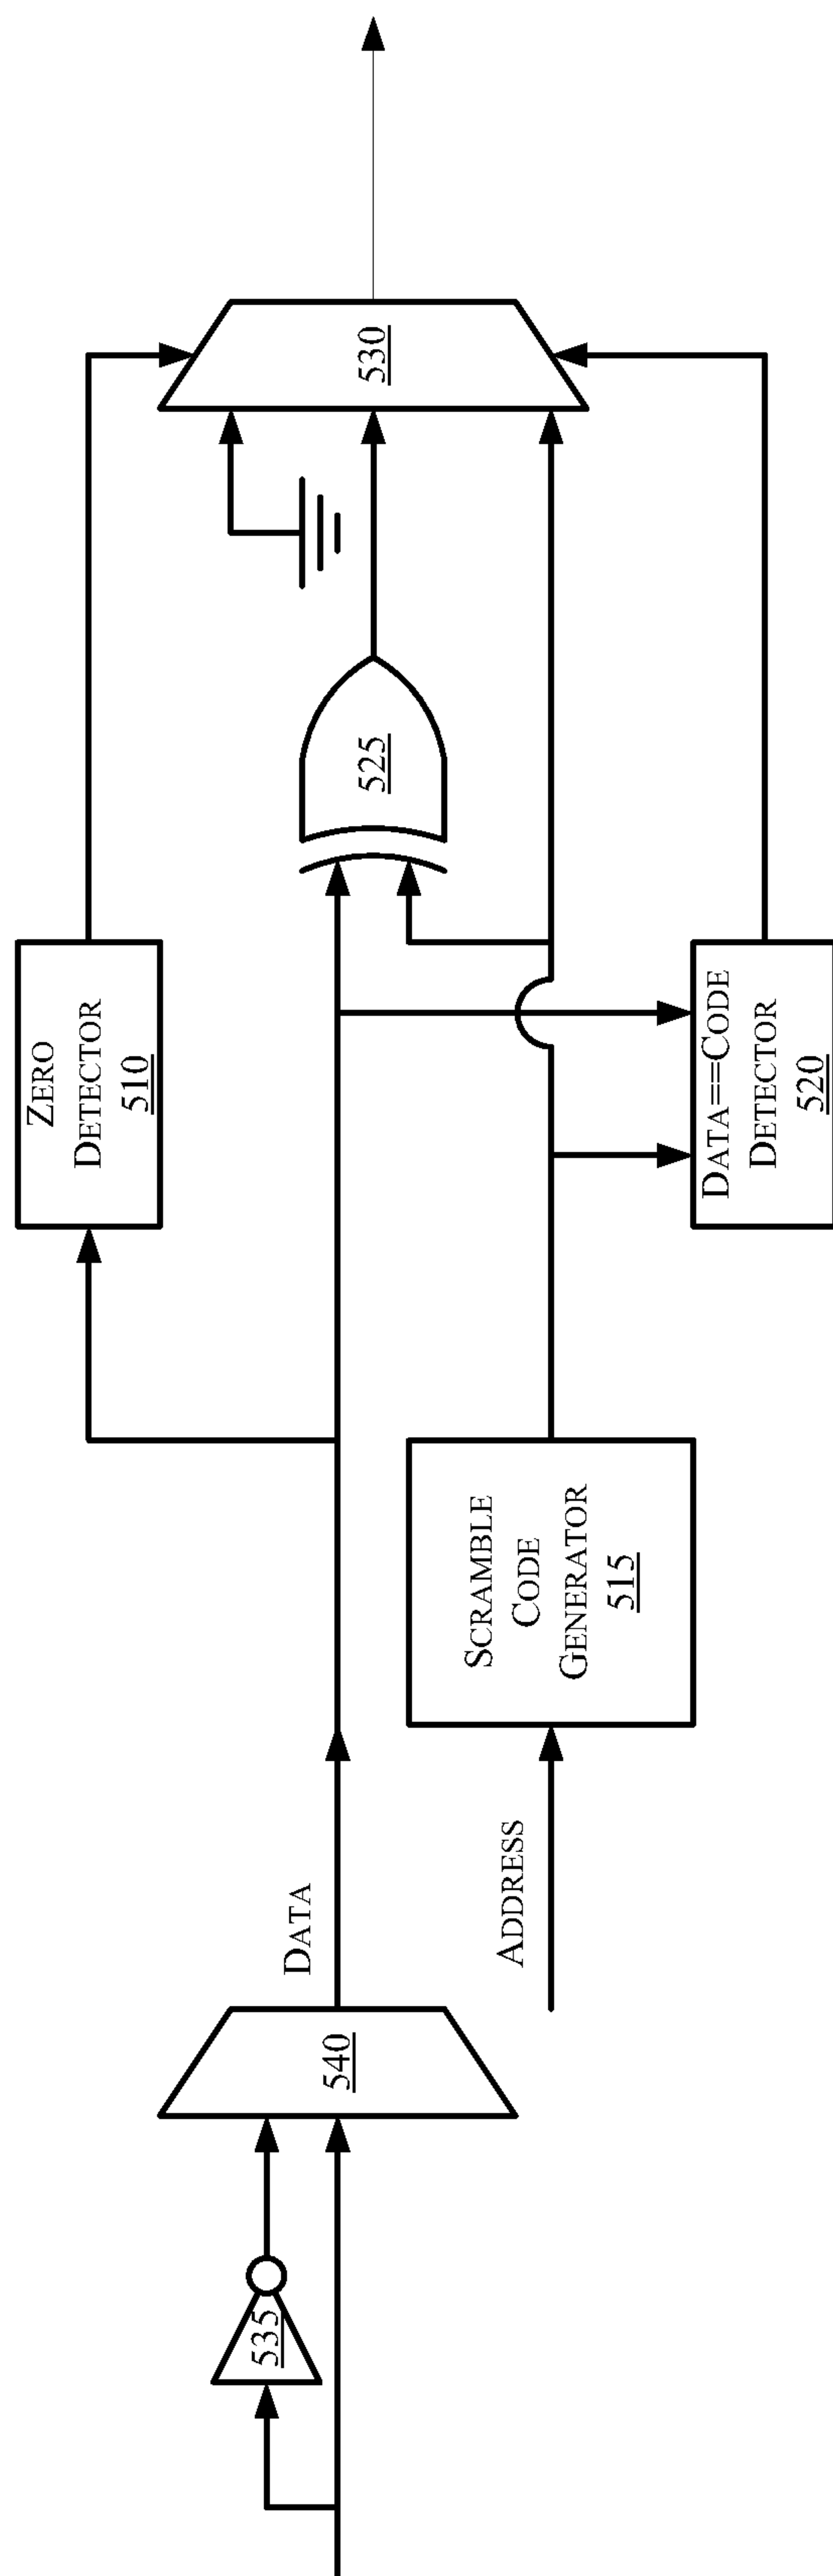 ZERO
DETECTOR
510
530
525
DATA==CODE
DETECTOR
520
SCRAMBLE
CODE
GENERATOR
515
DATA
ADDRESS
540
535